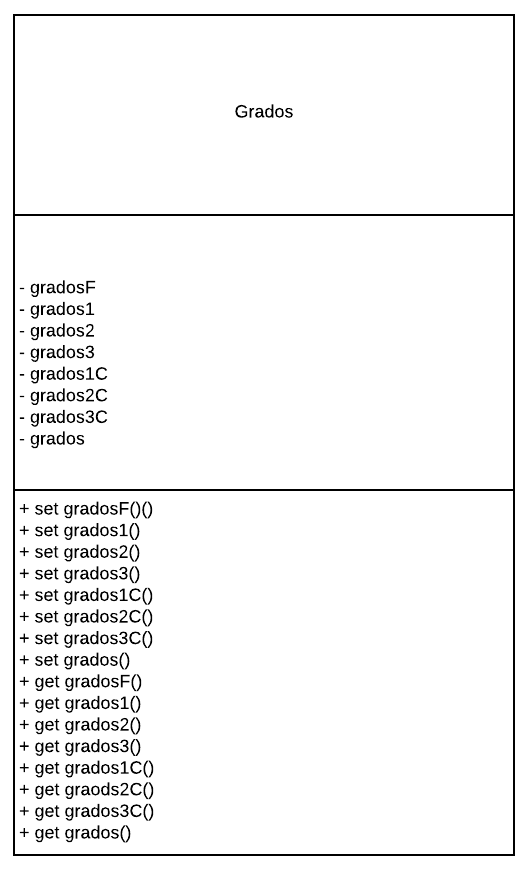 Grados
- gradosF
- grados1
- grados2
- grados3
- grados1C
- grados2C
- grados3C
- grados
+ set gradosF()()
+ set grados1()
+ set grados2()
+ set grados3()
+ set grados1C()
+ set grados2C()
+ set grados3C()
+ set grados()
+ get gradosF()
+ get grados1()
+ get grados2()
+ get grados3()
+ get grados1C()
+ get graods2C()
+ get grados3C()
+ get grados()